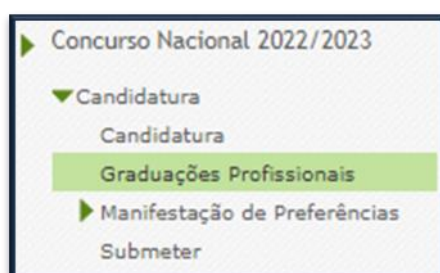 Concurso Nacional 2022/2023
Candidatura
Candidatura
Graduações Profissionais
Manifestação de Preferências
Submeter